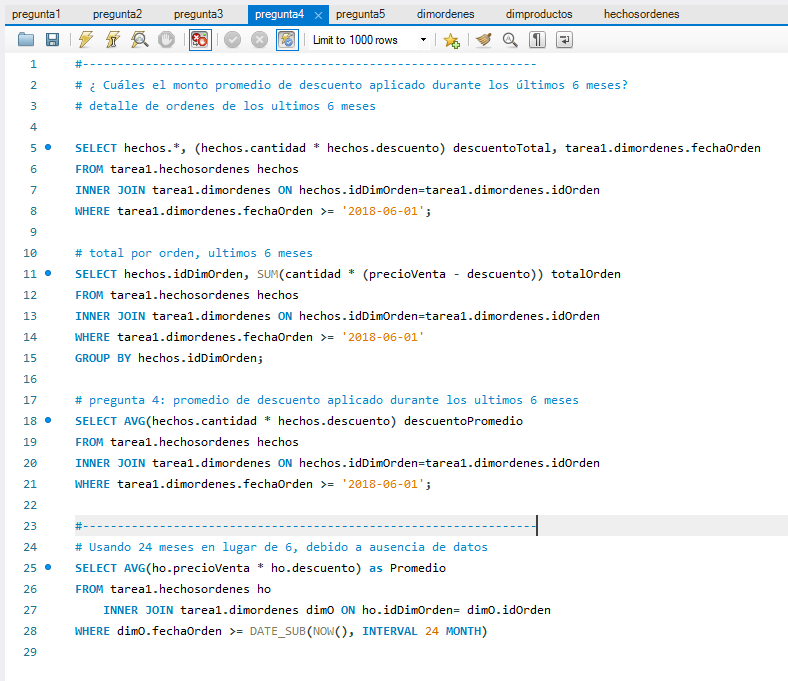 pregunta1 pregunta2 pregunta3 pregunta4 pregunta5 dimordenes dimproductos hechosordenes
Limit to 1000 rows
1 #-----------------------------------------------------------------
2 # ¿ Cuáles el monto promedio de descuento aplicado durante los últimos 6 meses?
3 # detalle de ordenes de los ultimos 6 meses
4
5 SELECT hechos.*, (hechos.cantidad * hechos.descuento) descuentoTotal, tarea1.dimordenes.fechaOrden
6 FROM tarea1.hechosordenes hechos
7 INNER JOIN tarea1.dimordenes ON hechos.idDimOrden=tarea1.dimordenes.idOrden
8 WHERE tarea1.dimordenes.fechaOrden >= '2018-06-01';
9
10 # total por orden, ultimos 6 meses
11 SELECT hechos.idDimOrden, SUM(cantidad * (precioVenta - descuento)) totalOrden
12 FROM tarea1.hechosordenes hechos
13 INNER JOIN tarea1.dimordenes ON hechos.idDimOrden=tarea1.dimordenes.idOrden
14 WHERE tarea1.dimordenes.fechaOrden >= '2018-06-01'
15 GROUP BY hechos.idDimOrden;
16
17 # pregunta 4: promedio de descuento aplicado durante los ultimos 6 meses
18 SELECT AVG(hechos.cantidad * hechos.descuento) descuentoPromedio
19 FROM tarea1.hechosordenes hechos
20 INNER JOIN tarea1.dimordenes ON hechos.idDimOrden=tarea1.dimordenes.idOrden
21 WHERE tarea1.dimordenes.fechaOrden >= '2018-06-01';
22
23 #-----------------------------------------------------------------
24 # Usando 24 meses en lugar de 6, debido a ausencia de datos
25 SELECT AVG(ho.precioVenta * ho.descuento) as Promedio
26 FROM tarea1.hechosordenes ho
27 INNER JOIN tarea1.dimordenes dimO ON ho.idDimOrden= dimO.idOrden
28 WHERE dimO.fechaOrden >= DATE_SUB(NOW(), INTERVAL 24 MONTH)
29